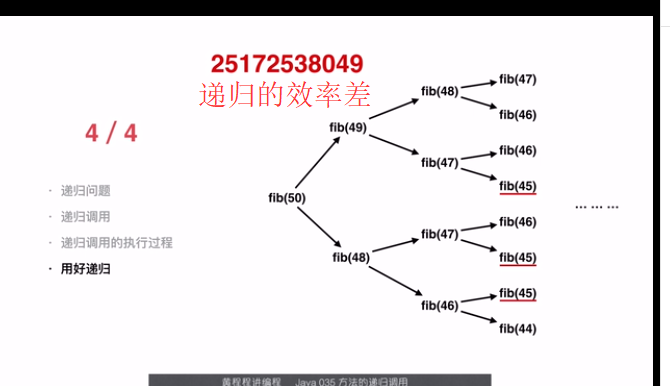 25172538049
递归的效率差
4 / 4
· 递归问题
· 递归调用
· 递归调用的执行过程
· 用好递归
fib(50)
fib(49)
fib(48)
fib(48)
fib(47)
fib(47)
fib(46)
fib(47)
fib(46)
fib(46)
fib(45)
fib(46)
fib(45)
fib(45)
fib(44)
... ... ...
黄程程讲编程 Java 035 方法的递归调用